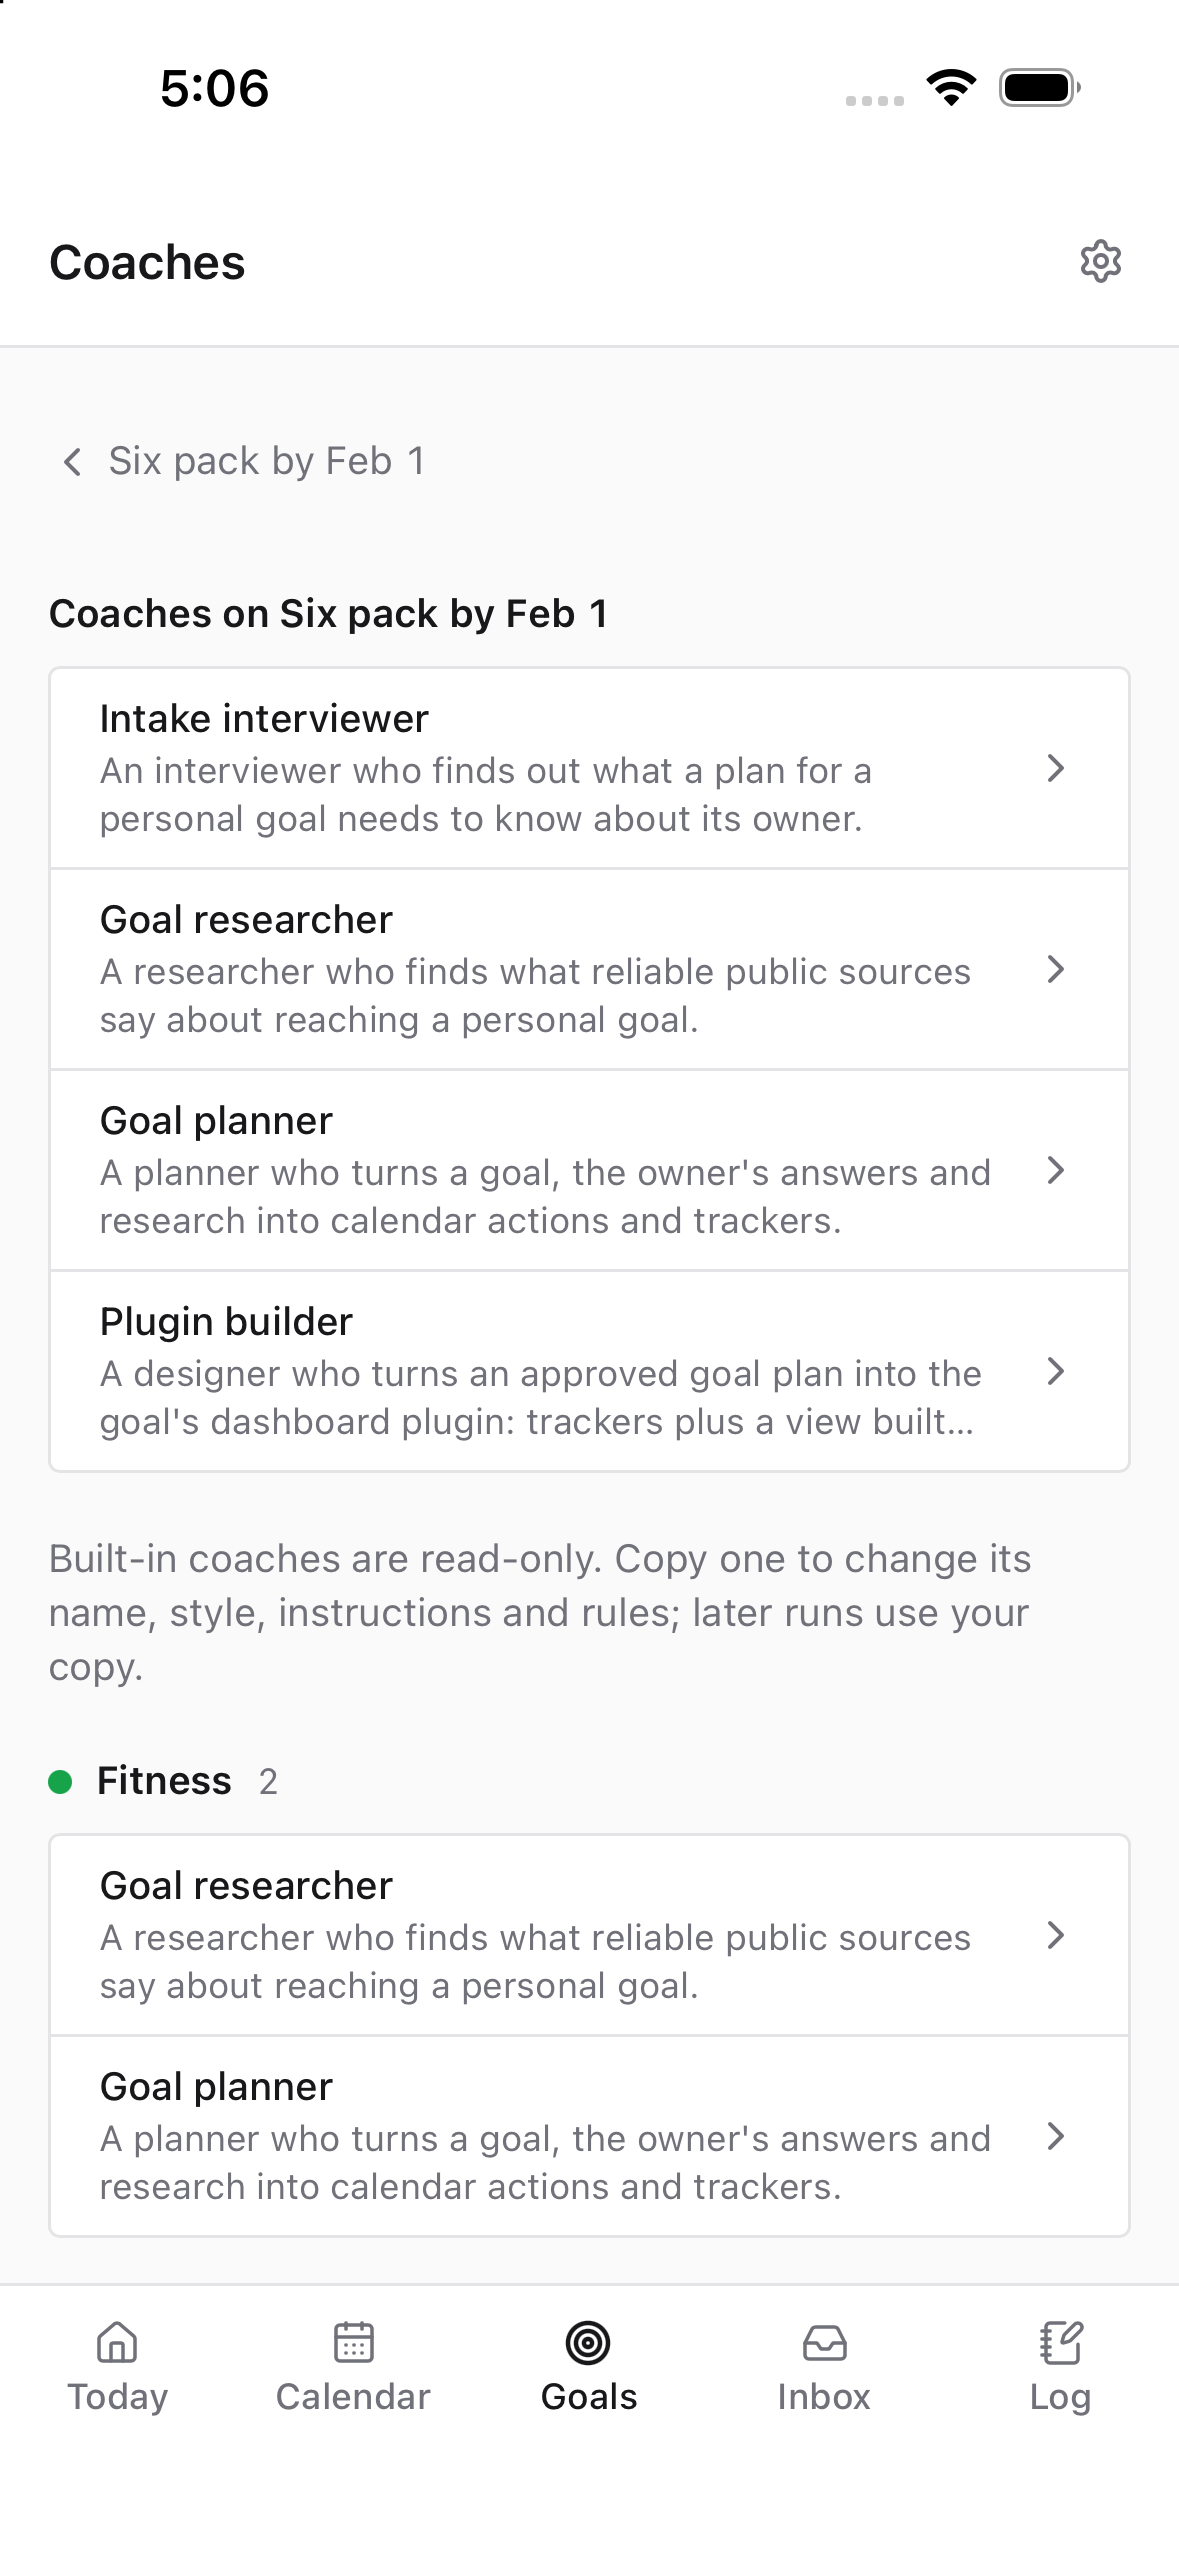 5:06
Coaches
Six pack by Feb 1
Coaches on Six pack by Feb 1
Intake interviewer
An interviewer who finds out what a plan for a
personal goal needs to know about its owner.
Goal researcher
A researcher who finds what reliable public sources
say about reaching a personal goal.
Goal planner
A planner who turns a goal, the owner's answers and
research into calendar actions and trackers.
Plugin builder
A designer who turns an approved goal plan into the
goal's dashboard plugin: trackers plus a view built...
Built-in coaches are read-only. Copy one to change its
name, style, instructions and rules; later runs use your
copy.
Fitness 2
Goal researcher
A researcher who finds what reliable public sources
say about reaching a personal goal.
Goal planner
A planner who turns a goal, the owner's answers and
research into calendar actions and trackers.
Today Calendar Goals Inbox Log